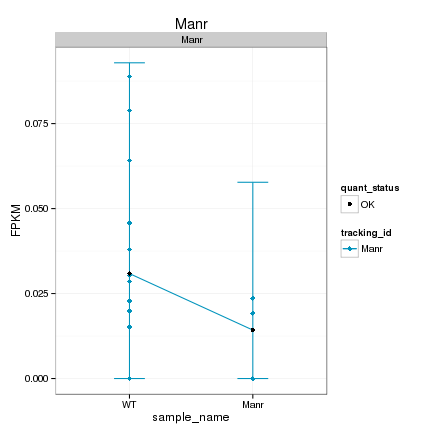 Manr
Manr
0.075
0.050
0.025
0.000
FPKM
WT Manr
sample_name
quant_status
OK
tracking_id
Manr